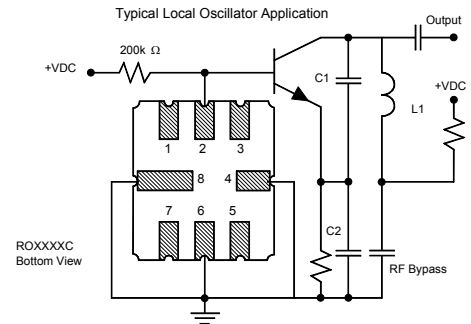 Typical Local Oscillator Application
Output
200k Ω
+VDC
C1
+VDC
L1
1 2 3
8 4
7 6 5
C2
ROXXXXC
Bottom View
RF Bypass